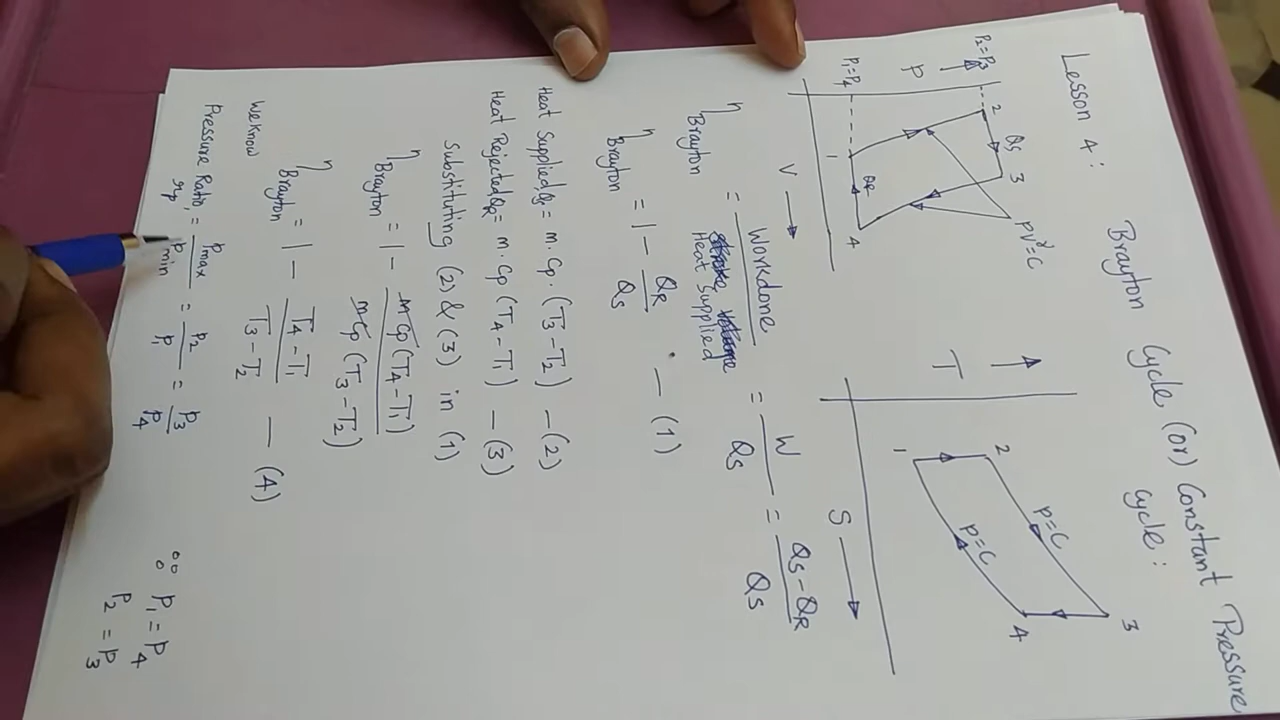 Lesson 4:
Brayton Cycle (or) Constant Pressure
Cycle:
P2=P3
P
P1=P4
2
Qs
3
PV^γ=C
1
QR
4
V
T
2
P=C
3
1
P=C
4
S
ηBrayton = Workdone / Heat Supplied = W / Qs = Qs - QR / Qs
ηBrayton = 1 - QR / Qs — (1)
Heat Supplied, Qs = m. Cp. (T3 - T2) — (2)
Heat Rejected, QR = m. Cp (T4 - T1) — (3)
Substituting (2) & (3) in (1)
ηBrayton = 1 - m Cp (T4 - T1) / m Cp (T3 - T2)
ηBrayton = 1 - T4 - T1 / T3 - T2 — (4)
We know
Pressure Ratio, rp = Pmax / Pmin = P2 / P1 = P3 / P4
∵ P1 = P4
P2 = P3